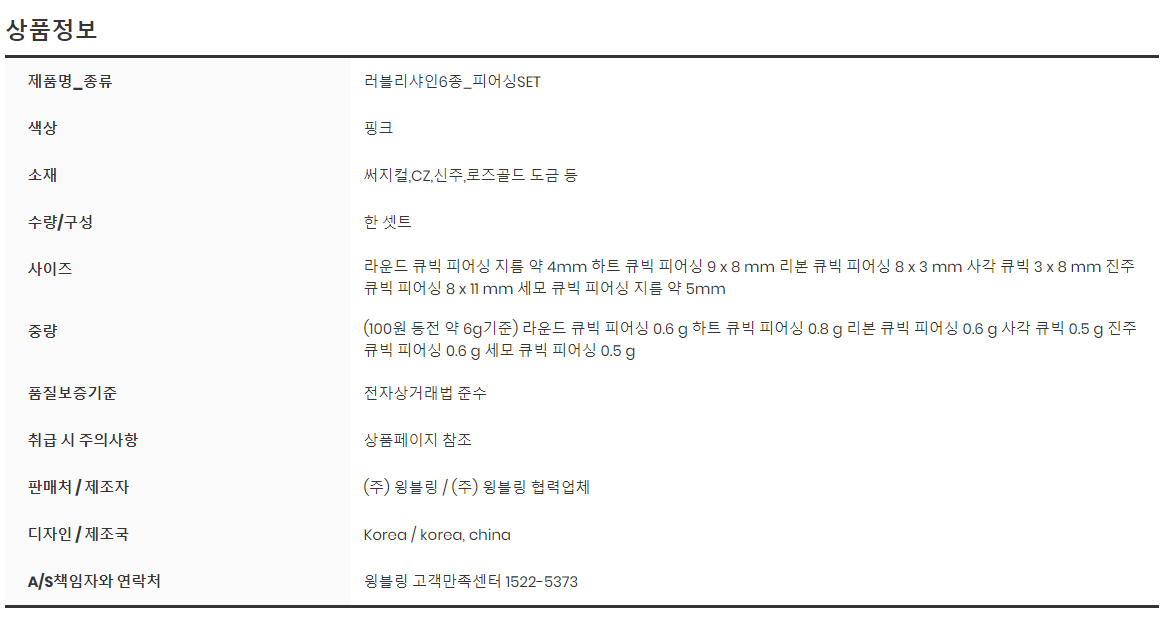 상품정보
제품명_종류 러블리샤인6종_피어싱SET
색상 핑크
소재 써지컬,CZ,신주,로즈골드 도금 등
수량/구성 한 셋트
사이즈 라운드 큐빅 피어싱 지름 약 4mm 하트 큐빅 피어싱 9 x 8 mm 리본 큐빅 피어싱 8 x 3 mm 사각 큐빅 3 x 8 mm 진주
큐빅 피어싱 8 x 11 mm 세모 큐빅 피어싱 지름 약 5mm
중량 (100원 동전 약 6g기준) 라운드 큐빅 피어싱 0.6 g 하트 큐빅 피어싱 0.8 g 리본 큐빅 피어싱 0.6 g 사각 큐빅 0.5 g 진주
큐빅 피어싱 0.6 g 세모 큐빅 피어싱 0.5 g
품질보증기준 전자상거래법 준수
취급 시 주의사항 상품페이지 참조
판매처 / 제조자 (주) 윙블링 / (주) 윙블링 협력업체
디자인 / 제조국 Korea / korea, china
A/S책임자와 연락처 윙블링 고객만족센터 1522-5373